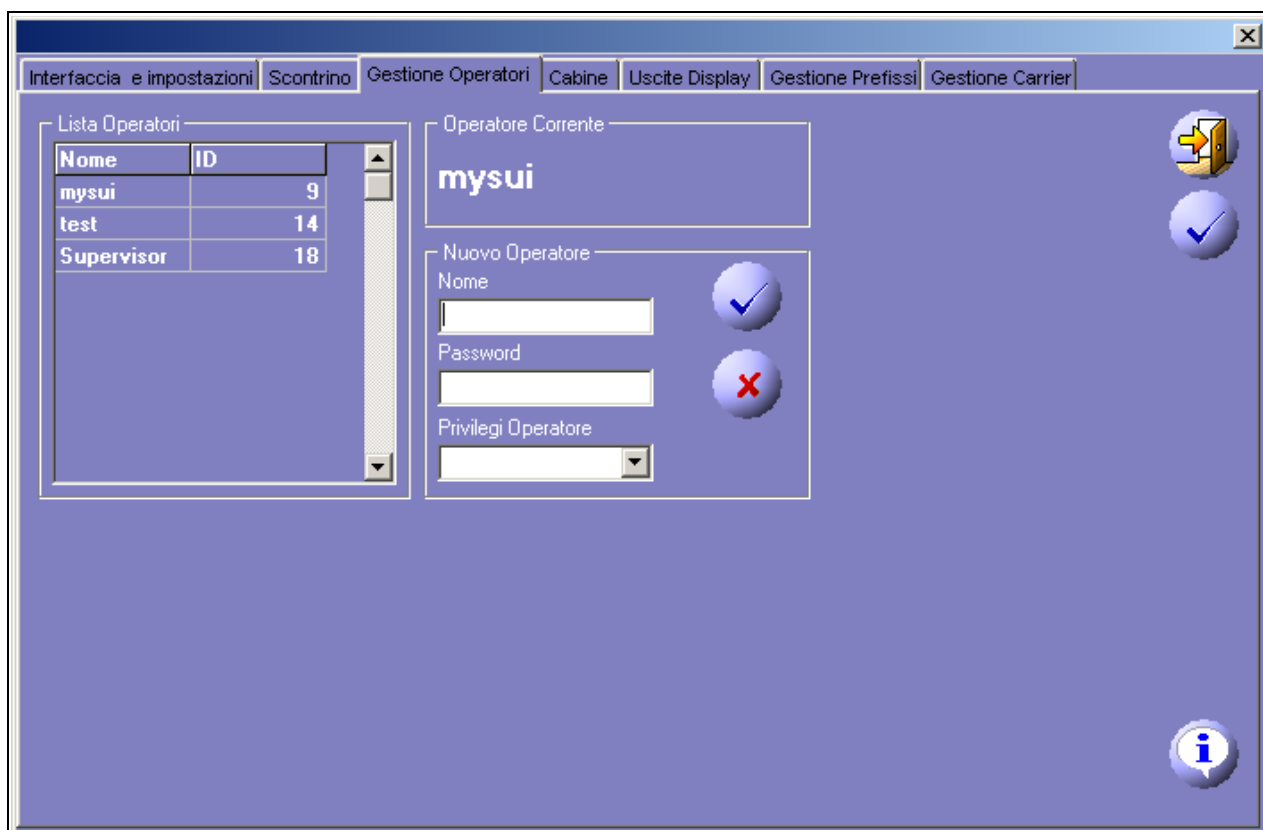 Interfaccia e impostazioni Scontrino Gestione Operatori Cabine Uscite Display Gestione Prefissi Gestione Carrier
Lista Operatori
Nome ID
mysui 9
test 14
Supervisor 18
Operatore Corrente
mysui
Nuovo Operatore
Nome
Password
Privilegi Operatore